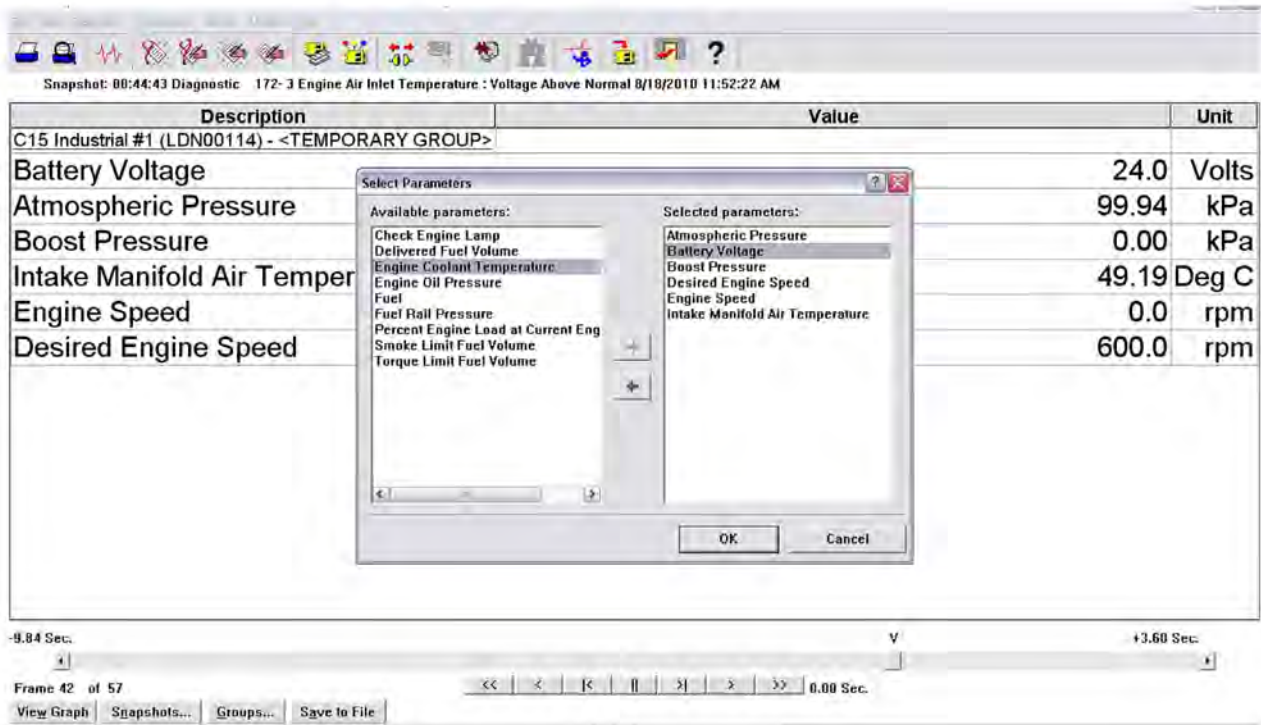 Snapshot: 00:44:43 Diagnostic 172- 3 Engine Air Inlet Temperature : Voltage Above Normal 8/18/2010 11:52:22 AM
Description Value Unit
C15 Industrial #1 (LDN00114) - <TEMPORARY GROUP>
Battery Voltage 24.0 Volts
Atmospheric Pressure 99.94 kPa
Boost Pressure 0.00 kPa
Intake Manifold Air Temper 49.19 Deg C
Engine Speed 0.0 rpm
Desired Engine Speed 600.0 rpm
Select Parameters
Available parameters:
Check Engine Lamp
Delivered Fuel Volume
Engine Coolant Temperature
Engine Oil Pressure
Fuel
Fuel Rail Pressure
Percent Engine Load at Current Eng
Smoke Limit Fuel Volume
Torque Limit Fuel Volume
Selected parameters:
Atmospheric Pressure
Battery Voltage
Boost Pressure
Desired Engine Speed
Engine Speed
Intake Manifold Air Temperature
OK Cancel
-9.84 Sec. V +3.60 Sec.
Frame 42 of 57 << < |< || >| > >> 0.00 Sec.
View Graph Snapshots... Groups... Save to File